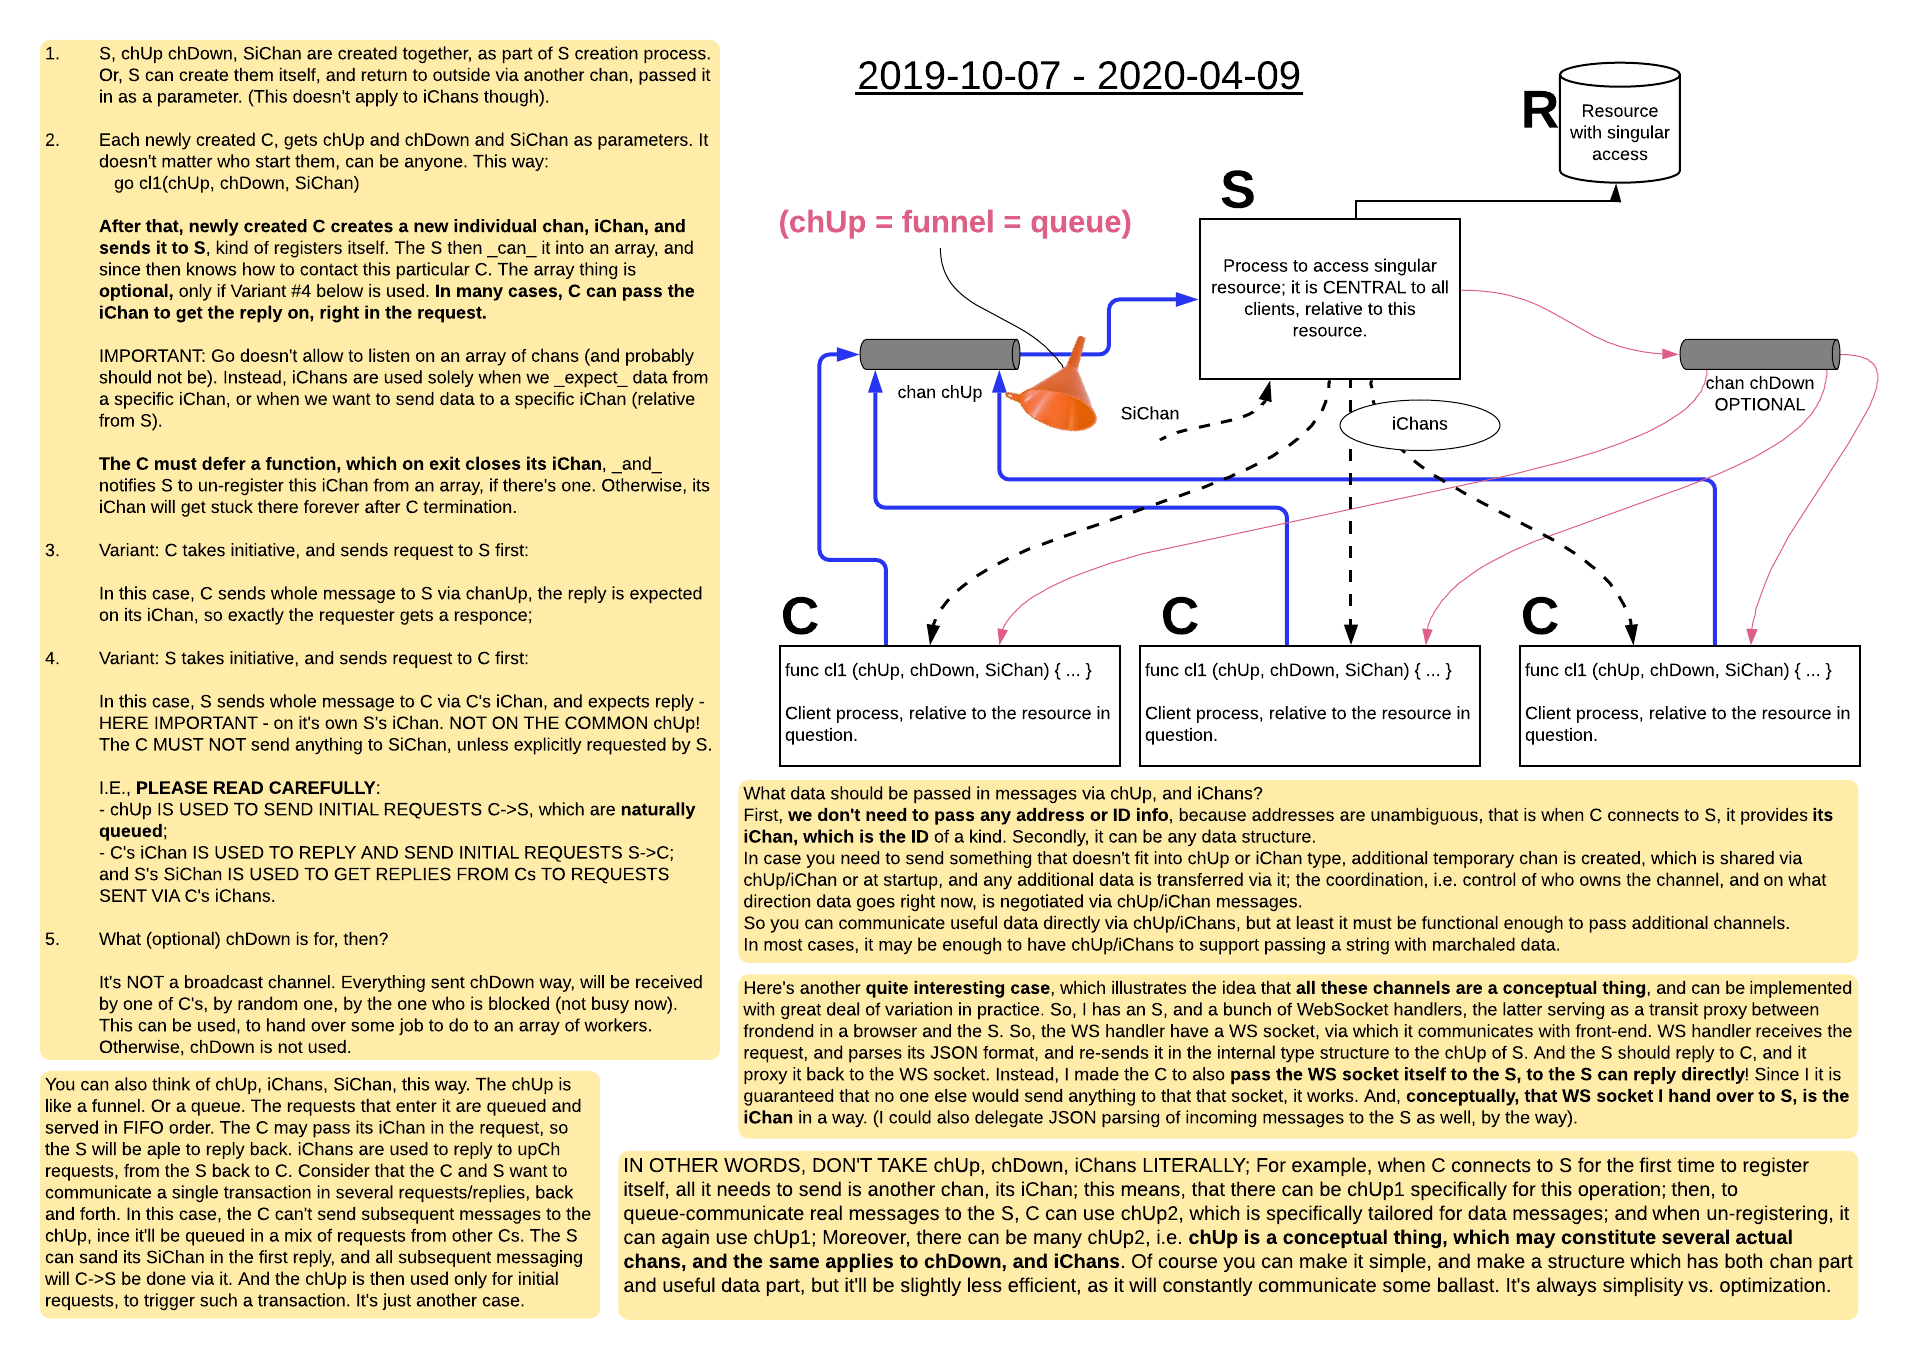 1. S, chUp chDown, SiChan are created together, as part of S creation process.
Or, S can create them itself, and return to outside via another chan, passed it
in as a parameter. (This doesn't apply to iChans though).
2. Each newly created C, gets chUp and chDown and SiChan as parameters. It
doesn't matter who start them, can be anyone. This way:
go cl1(chUp, chDown, SiChan)
After that, newly created C creates a new individual chan, iChan, and
sends it to S, kind of registers itself. The S then _can_ it into an array, and
since then knows how to contact this particular C. The array thing is
optional, only if Variant #4 below is used. In many cases, C can pass the
iChan to get the reply on, right in the request.
IMPORTANT: Go doesn't allow to listen on an array of chans (and probably
should not be). Instead, iChans are used solely when we _expect_ data from
a specific iChan, or when we want to send data to a specific iChan (relative
from S).
The C must defer a function, which on exit closes its iChan, _and_
notifies S to un-register this iChan from an array, if there's one. Otherwise, its
iChan will get stuck there forever after C termination.
3. Variant: C takes initiative, and sends request to S first:
In this case, C sends whole message to S via chanUp, the reply is expected
on its iChan, so exactly the requester gets a responce;
4. Variant: S takes initiative, and sends request to C first:
In this case, S sends whole message to C via C's iChan, and expects reply -
HERE IMPORTANT - on it's own S's iChan. NOT ON THE COMMON chUp!
The C MUST NOT send anything to SiChan, unless explicitly requested by S.
I.E., PLEASE READ CAREFULLY:
- chUp IS USED TO SEND INITIAL REQUESTS C->S, which are naturally
queued;
- C's iChan IS USED TO REPLY AND SEND INITIAL REQUESTS S->C;
and S's SiChan IS USED TO GET REPLIES FROM Cs TO REQUESTS
SENT VIA C's iChans.
5. What (optional) chDown is for, then?
It's NOT a broadcast channel. Everything sent chDown way, will be received
by one of C's, by random one, by the one who is blocked (not busy now).
This can be used, to hand over some job to do to an array of workers.
Otherwise, chDown is not used.
You can also think of chUp, iChans, SiChan, this way. The chUp is
like a funnel. Or a queue. The requests that enter it are queued and
served in FIFO order. The C may pass its iChan in the request, so
the S will be aple to reply back. iChans are used to reply to upCh
requests, from the S back to C. Consider that the C and S want to
communicate a single transaction in several requests/replies, back
and forth. In this case, the C can't send subsequent messages to the
chUp, ince it'll be queued in a mix of requests from other Cs. The S
can sand its SiChan in the first reply, and all subsequent messaging
will C->S be done via it. And the chUp is then used only for initial
requests, to trigger such a transaction. It's just another case.
2019-10-07 - 2020-04-09
R
Resource
with singular
access
S
(chUp = funnel = queue)
Process to access singular
resource; it is CENTRAL to all
clients, relative to this
resource.
chan chUp
SiChan
iChans
chan chDown
OPTIONAL
C
func cl1 (chUp, chDown, SiChan) { ... }
Client process, relative to the resource in
question.
C
func cl1 (chUp, chDown, SiChan) { ... }
Client process, relative to the resource in
question.
C
func cl1 (chUp, chDown, SiChan) { ... }
Client process, relative to the resource in
question.
What data should be passed in messages via chUp, and iChans?
First, we don't need to pass any address or ID info, because addresses are unambiguous, that is when C connects to S, it provides its
iChan, which is the ID of a kind. Secondly, it can be any data structure.
In case you need to send something that doesn't fit into chUp or iChan type, additional temporary chan is created, which is shared via
chUp/iChan or at startup, and any additional data is transferred via it; the coordination, i.e. control of who owns the channel, and on what
direction data goes right now, is negotiated via chUp/iChan messages.
So you can communicate useful data directly via chUp/iChans, but at least it must be functional enough to pass additional channels.
In most cases, it may be enough to have chUp/iChans to support passing a string with marchaled data.
Here's another quite interesting case, which illustrates the idea that all these channels are a conceptual thing, and can be implemented
with great deal of variation in practice. So, I has an S, and a bunch of WebSocket handlers, the latter serving as a transit proxy between
frondend in a browser and the S. So, the WS handler have a WS socket, via which it communicates with front-end. WS handler receives the
request, and parses its JSON format, and re-sends it in the internal type structure to the chUp of S. And the S should reply to C, and it
proxy it back to the WS socket. Instead, I made the C to also pass the WS socket itself to the S, to the S can reply directly! Since I it is
guaranteed that no one else would send anything to that that socket, it works. And, conceptually, that WS socket I hand over to S, is the
iChan in a way. (I could also delegate JSON parsing of incoming messages to the S as well, by the way).
IN OTHER WORDS, DON'T TAKE chUp, chDown, iChans LITERALLY; For example, when C connects to S for the first time to register
itself, all it needs to send is another chan, its iChan; this means, that there can be chUp1 specifically for this operation; then, to
queue-communicate real messages to the S, C can use chUp2, which is specifically tailored for data messages; and when un-registering, it
can again use chUp1; Moreover, there can be many chUp2, i.e. chUp is a conceptual thing, which may constitute several actual
chans, and the same applies to chDown, and iChans. Of course you can make it simple, and make a structure which has both chan part
and useful data part, but it'll be slightly less efficient, as it will constantly communicate some ballast. It's always simplisity vs. optimization.